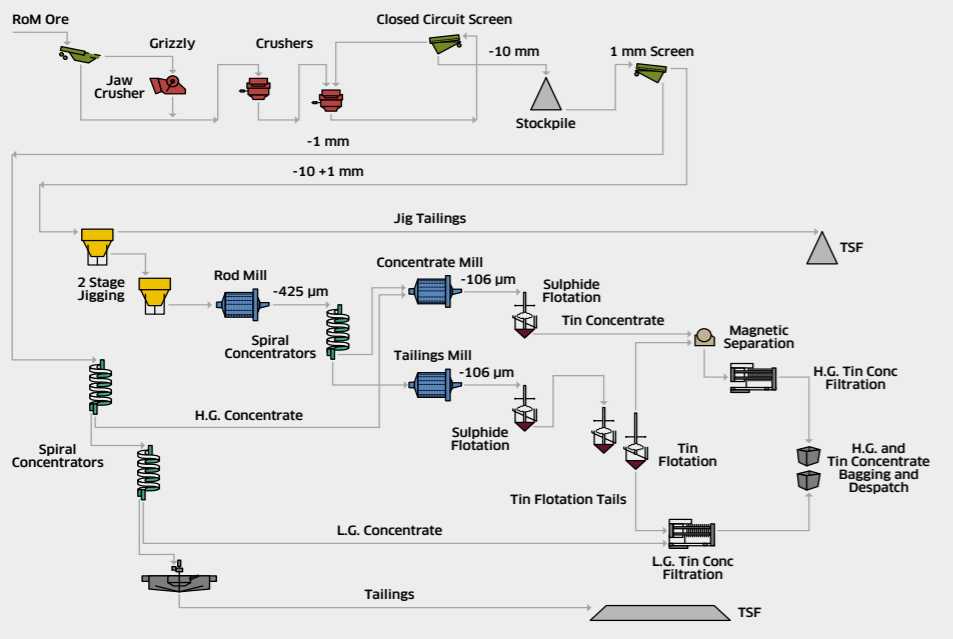 RoM Ore
Grizzly
Jaw
Crusher
Crushers
Closed Circuit Screen
-10 mm
Stockpile
1 mm Screen
-1 mm
-10 +1 mm
Jig Tailings
TSF
2 Stage
Jigging
Rod Mill
-425 µm
Spiral
Concentrators
Concentrate Mill
-106 µm
Sulphide
Flotation
Tin Concentrate
Magnetic
Separation
H.G. Tin Conc
Filtration
Tailings Mill
-106 µm
H.G. Concentrate
Sulphide
Flotation
Tin
Flotation
Spiral
Concentrators
H.G. and
Tin Concentrate
Bagging and
Despatch
Tin Flotation Tails
L.G. Concentrate
L.G. Tin Conc
Filtration
Tailings
TSF